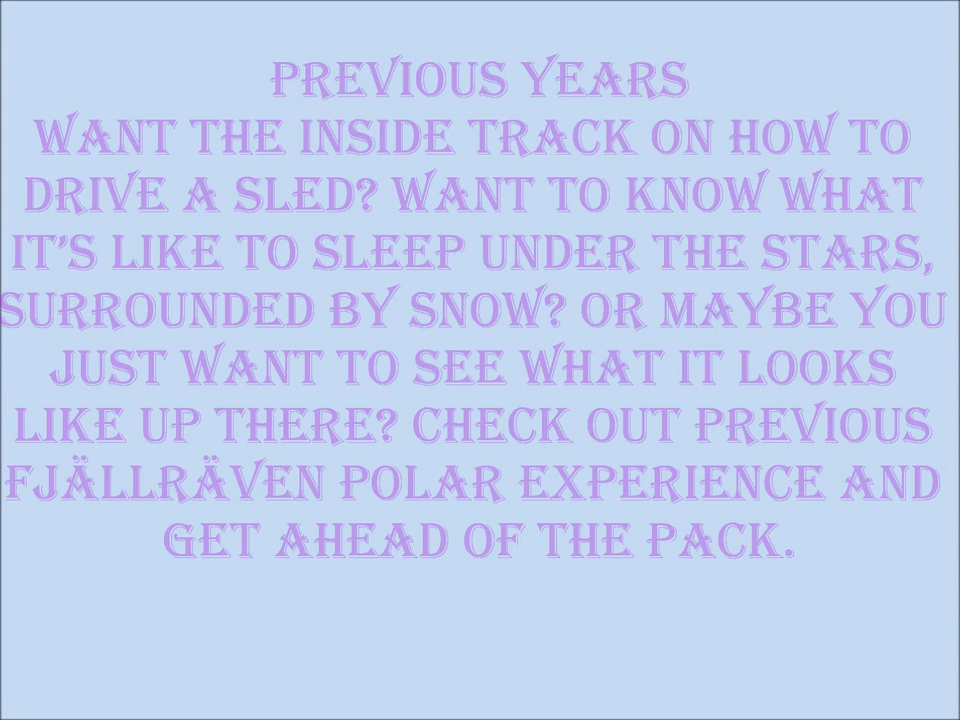 PREVIOUS YEARS
WANT THE INSIDE TRACK ON HOW TO
DRIVE A SLED? WANT TO KNOW WHAT
IT’S LIKE TO SLEEP UNDER THE STARS,
SURROUNDED BY SNOW? OR MAYBE YOU
JUST WANT TO SEE WHAT IT LOOKS
LIKE UP THERE? CHECK OUT PREVIOUS
FJÄLLRÄVEN POLAR EXPERIENCE AND
GET AHEAD OF THE PACK.